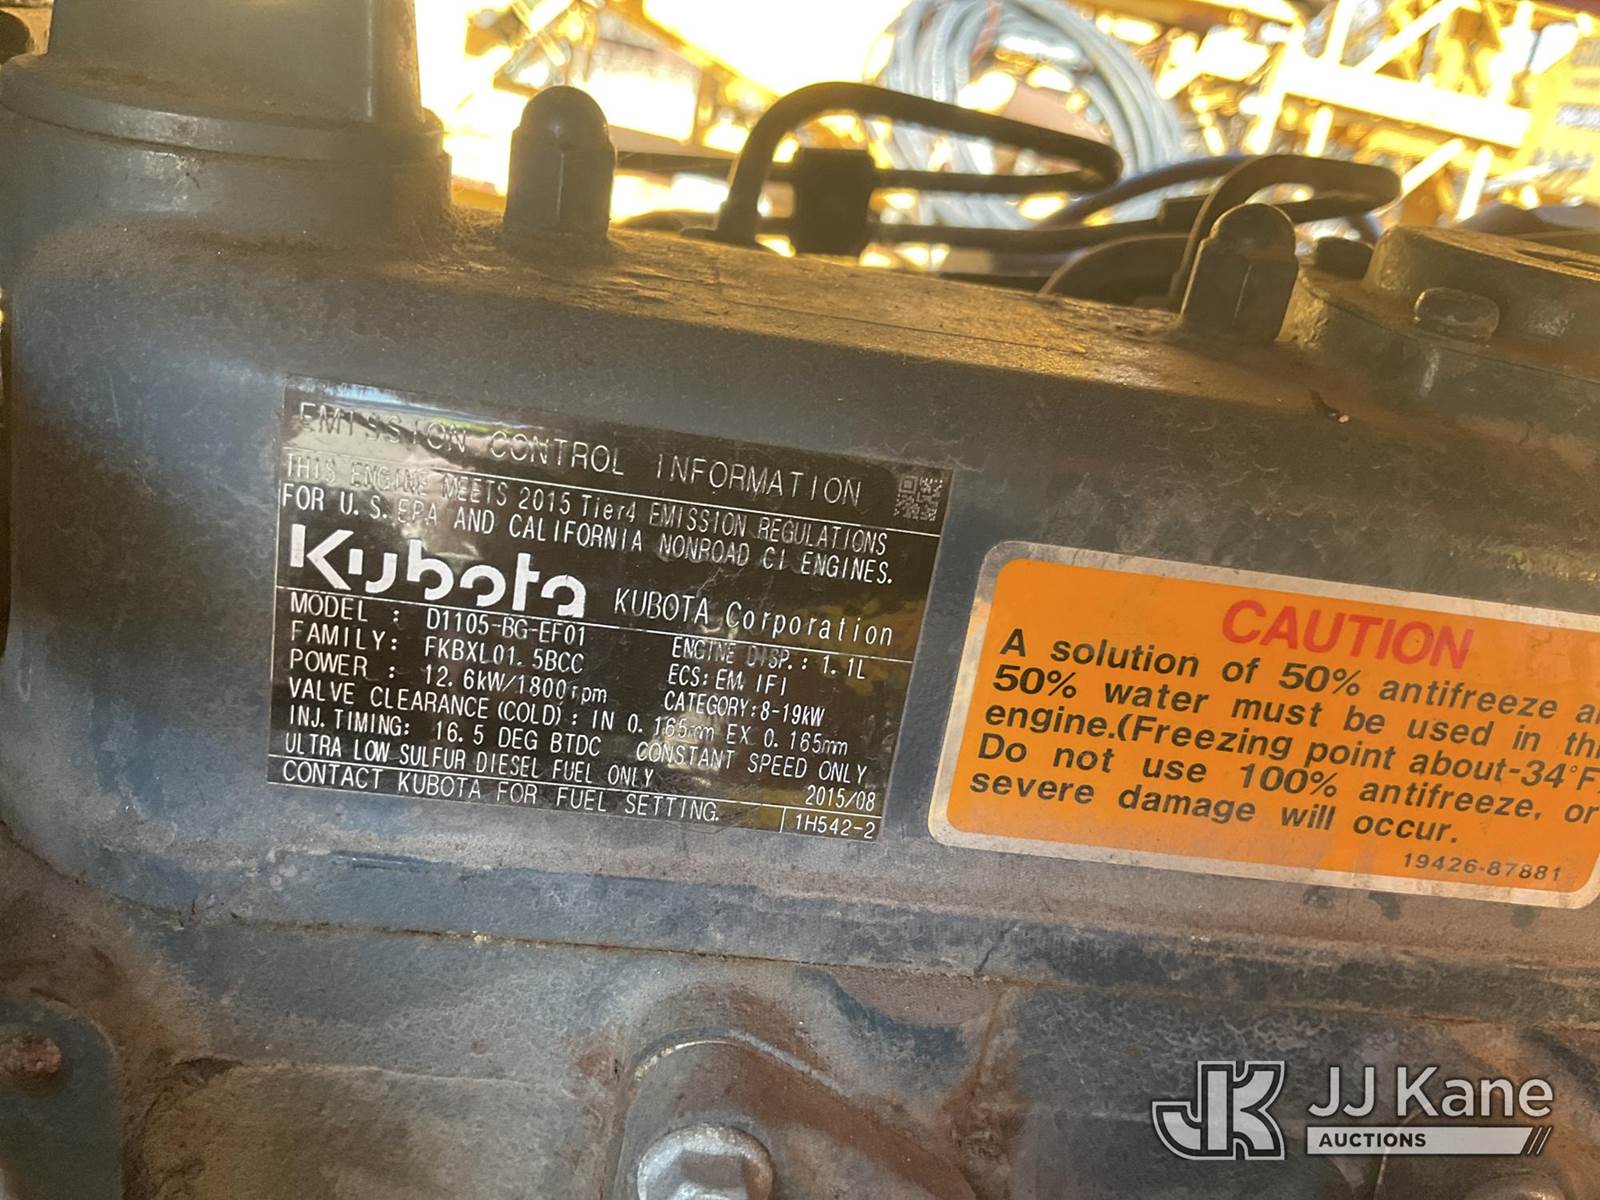 EMISSION CONTROL INFORMATION
THIS ENGINE MEETS 2015 Tier4 EMISSION REGULATIONS
FOR U.S.EPA AND CALIFORNIA NONROAD CI ENGINES.
Kubota KUBOTA Corporation
MODEL : D1105-BG-EF01 ENGINE DISP.: 1.1L
FAMILY: FKBXL01.5BCC ECS: EM IFI
POWER : 12.6kW/1800rpm CATEGORY:8-19kW
VALVE CLEARANCE(COLD): IN 0.165mm EX 0.165mm
INJ.TIMING: 16.5 DEG BTDC CONSTANT SPEED ONLY
ULTRA LOW SULFUR DIESEL FUEL ONLY 2015/08
CONTACT KUBOTA FOR FUEL SETTING. 1H542-2
CAUTION
A solution of 50% antifreeze
50% water must be used in
engine.(Freezing point about-34°F
Do not use 100% antifreeze, or
severe damage will occur.
19426-87881
JK JJ Kane
AUCTIONS